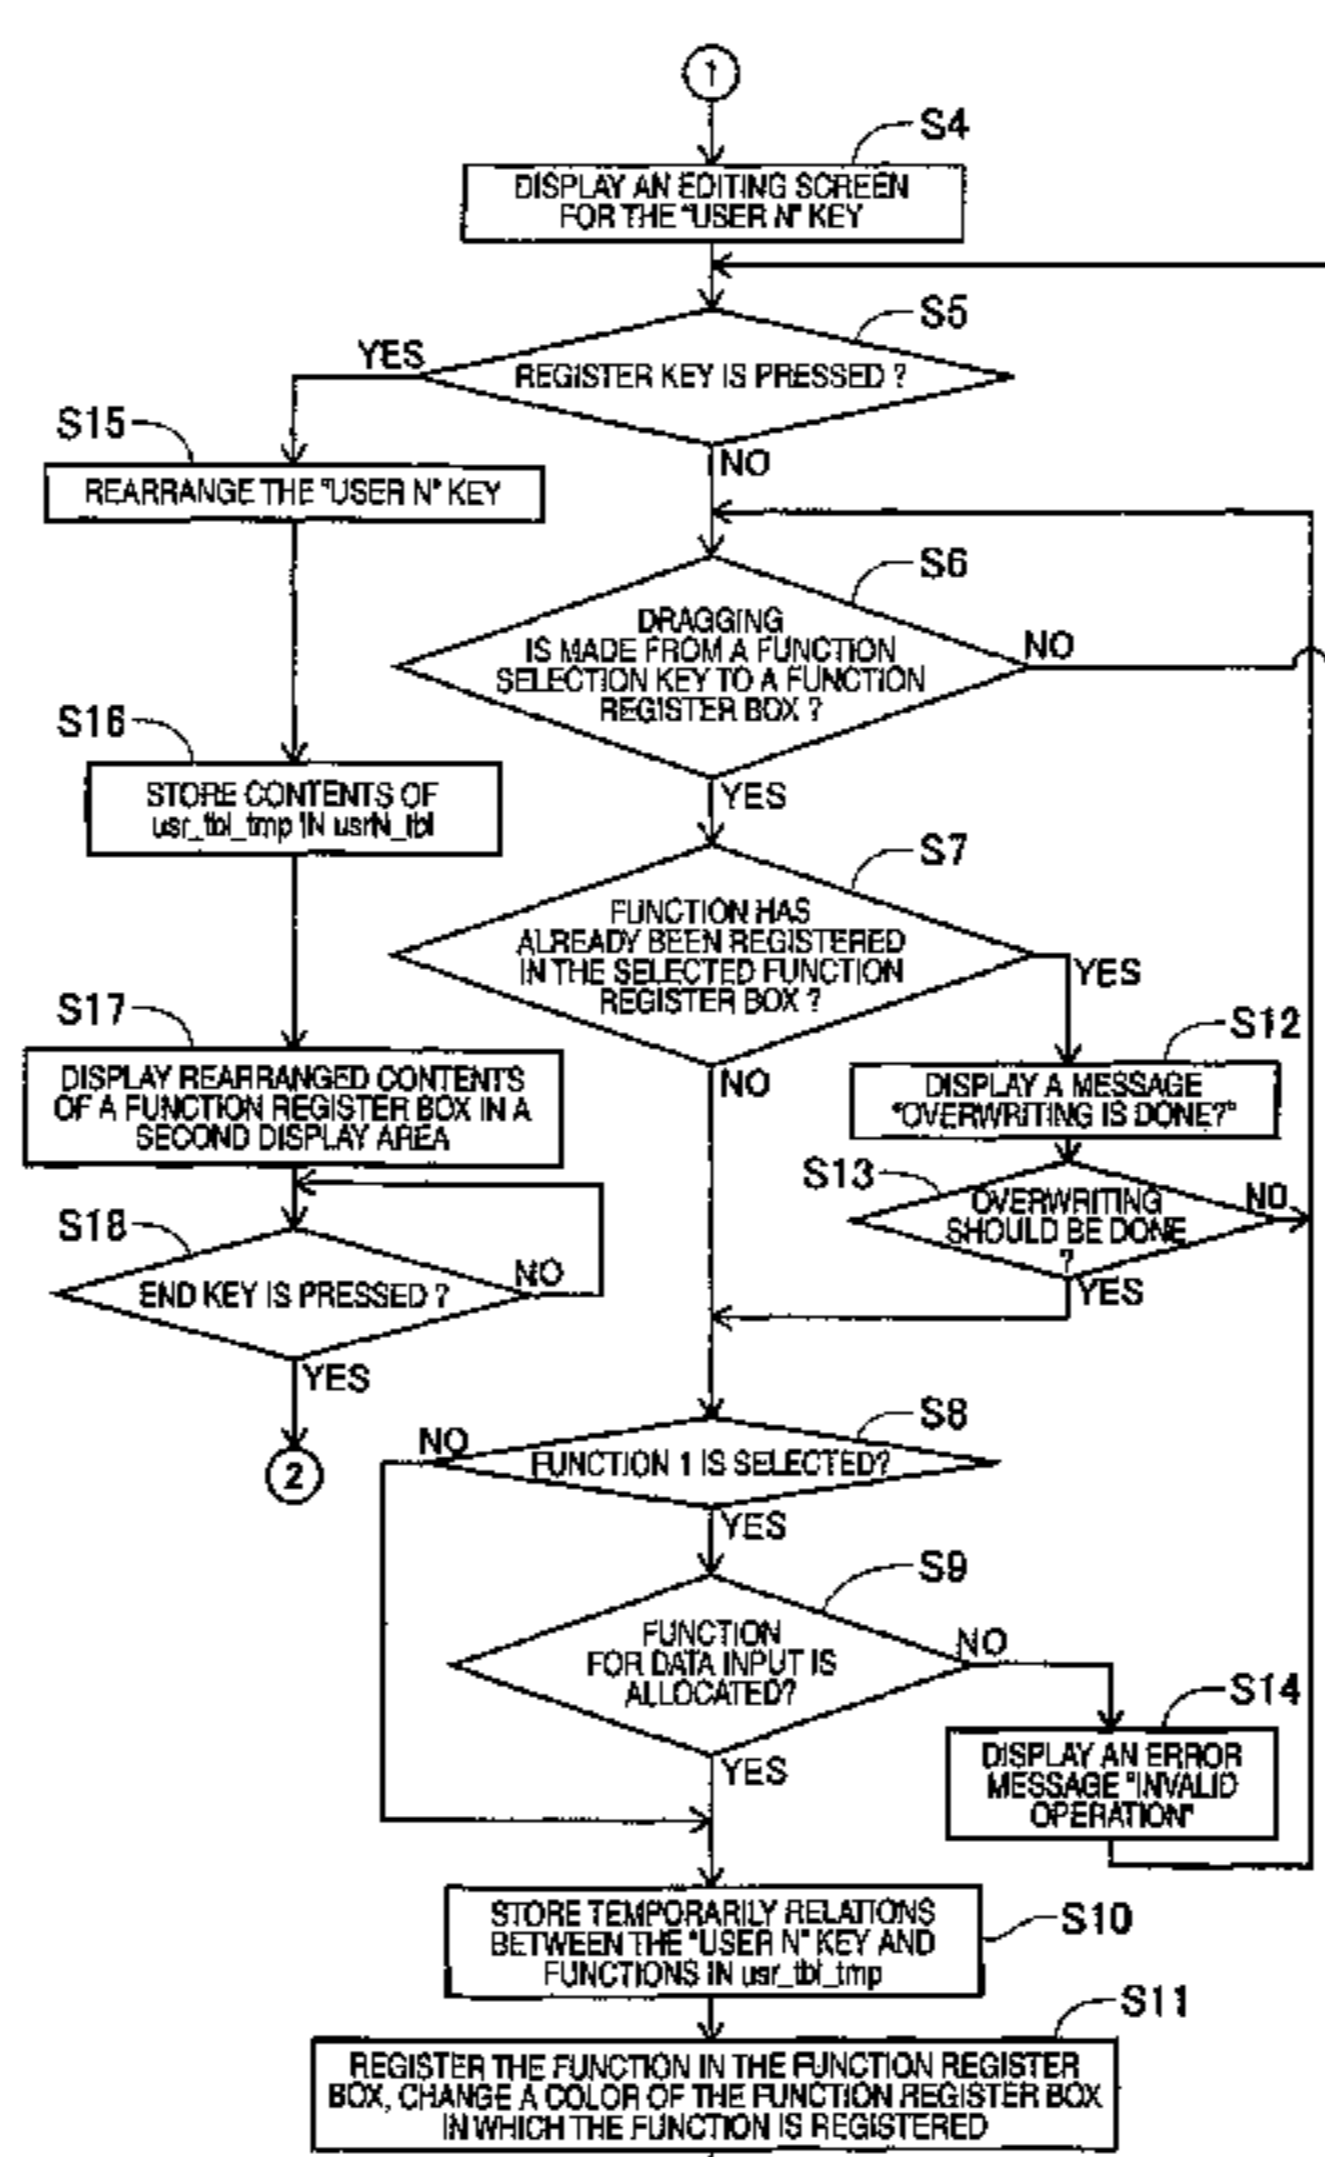 1
S4
DISPLAY AN EDITING SCREEN
FOR THE "USER N" KEY
S5
YES
REGISTER KEY IS PRESSED ?
S15
NO
REARRANGE THE "USER N" KEY
S6
DRAGGING
IS MADE FROM A FUNCTION
SELECTION KEY TO A FUNCTION
REGISTER BOX ?
NO
S16
YES
STORE CONTENTS OF
usr_tbl_tmp IN usrN_tbl
S7
FUNCTION HAS
ALREADY BEEN REGISTERED
IN THE SELECTED FUNCTION
REGISTER BOX ?
YES
S17
S12
NO
DISPLAY REARRANGED CONTENTS
OF A FUNCTION REGISTER BOX IN A
SECOND DISPLAY AREA
DISPLAY A MESSAGE
"OVERWRITING IS DONE?"
S13
OVERWRITING
SHOULD BE DONE
?
NO
YES
S18
END KEY IS PRESSED ?
NO
YES
2
S8
NO
FUNCTION 1 IS SELECTED?
YES
S9
FUNCTION
FOR DATA INPUT IS
ALLOCATED?
NO
S14
YES
DISPLAY AN ERROR
MESSAGE "INVALID
OPERATION"
STORE TEMPORARILY RELATIONS
BETWEEN THE "USER N" KEY AND
FUNCTIONS IN usr_tbl_tmp
S10
S11
REGISTER THE FUNCTION IN THE FUNCTION REGISTER
BOX, CHANGE A COLOR OF THE FUNCTION REGISTER BOX
IN WHICH THE FUNCTION IS REGISTERED